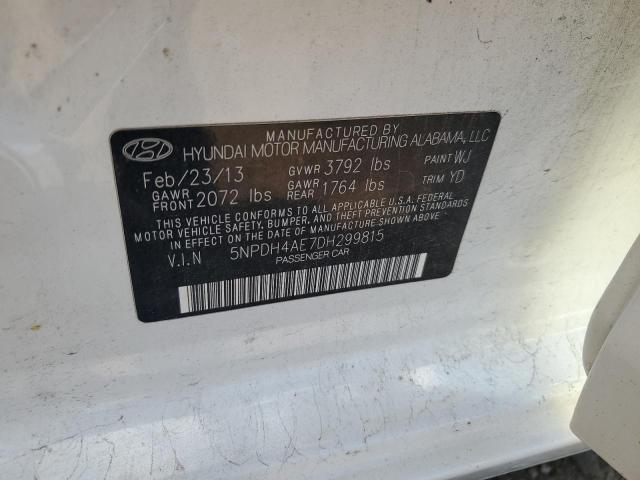 MANUFACTURED BY
HYUNDAI MOTOR MANUFACTURING ALABAMA, LLC
Feb/23/13 GVWR 3792 lbs PAINT WJ
GAWR FRONT 2072 lbs GAWR REAR 1764 lbs TRIM YD
THIS VEHICLE CONFORMS TO ALL APPLICABLE U.S.A. FEDERAL
MOTOR VEHICLE SAFETY, BUMPER, AND THEFT PREVENTION STANDARDS
IN EFFECT ON THE DATE OF MANUFACTURE SHOWN ABOVE.
V.I.N 5NPDH4AE7DH299815
PASSENGER CAR